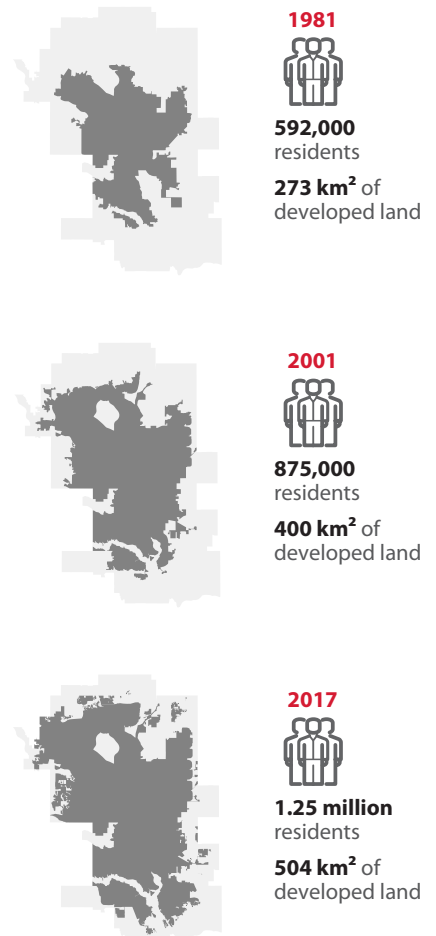 1981
592,000
residents
273 km² of
developed land
2001
875,000
residents
400 km² of
developed land
2017
1.25 million
residents
504 km² of
developed land